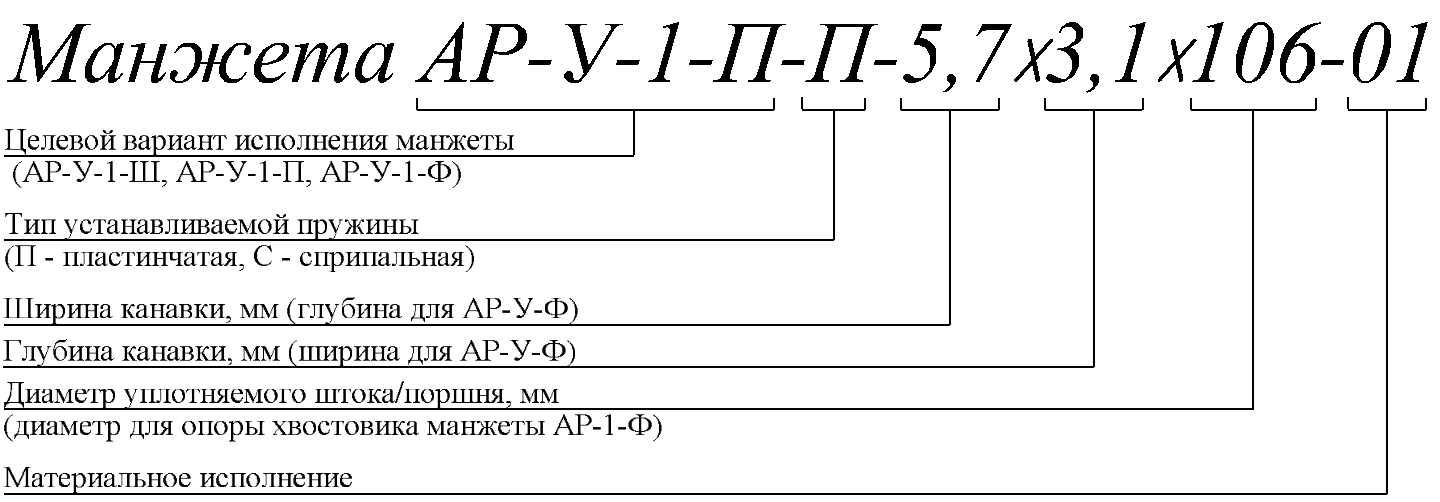 Манжета АР-У-1-П-П-5,7х3,1х106-01
Целевой вариант исполнения манжеты
(АР-У-1-Ш, АР-У-1-П, АР-У-1-Ф)
Тип устанавливаемой пружины
(П - пластинчатая, С - сприпальная)
Ширина канавки, мм (глубина для АР-У-Ф)
Глубина канавки, мм (ширина для АР-У-Ф)
Диаметр уплотняемого штока/поршня, мм
(диаметр для опоры хвостовика манжеты АР-1-Ф)
Материальное исполнение